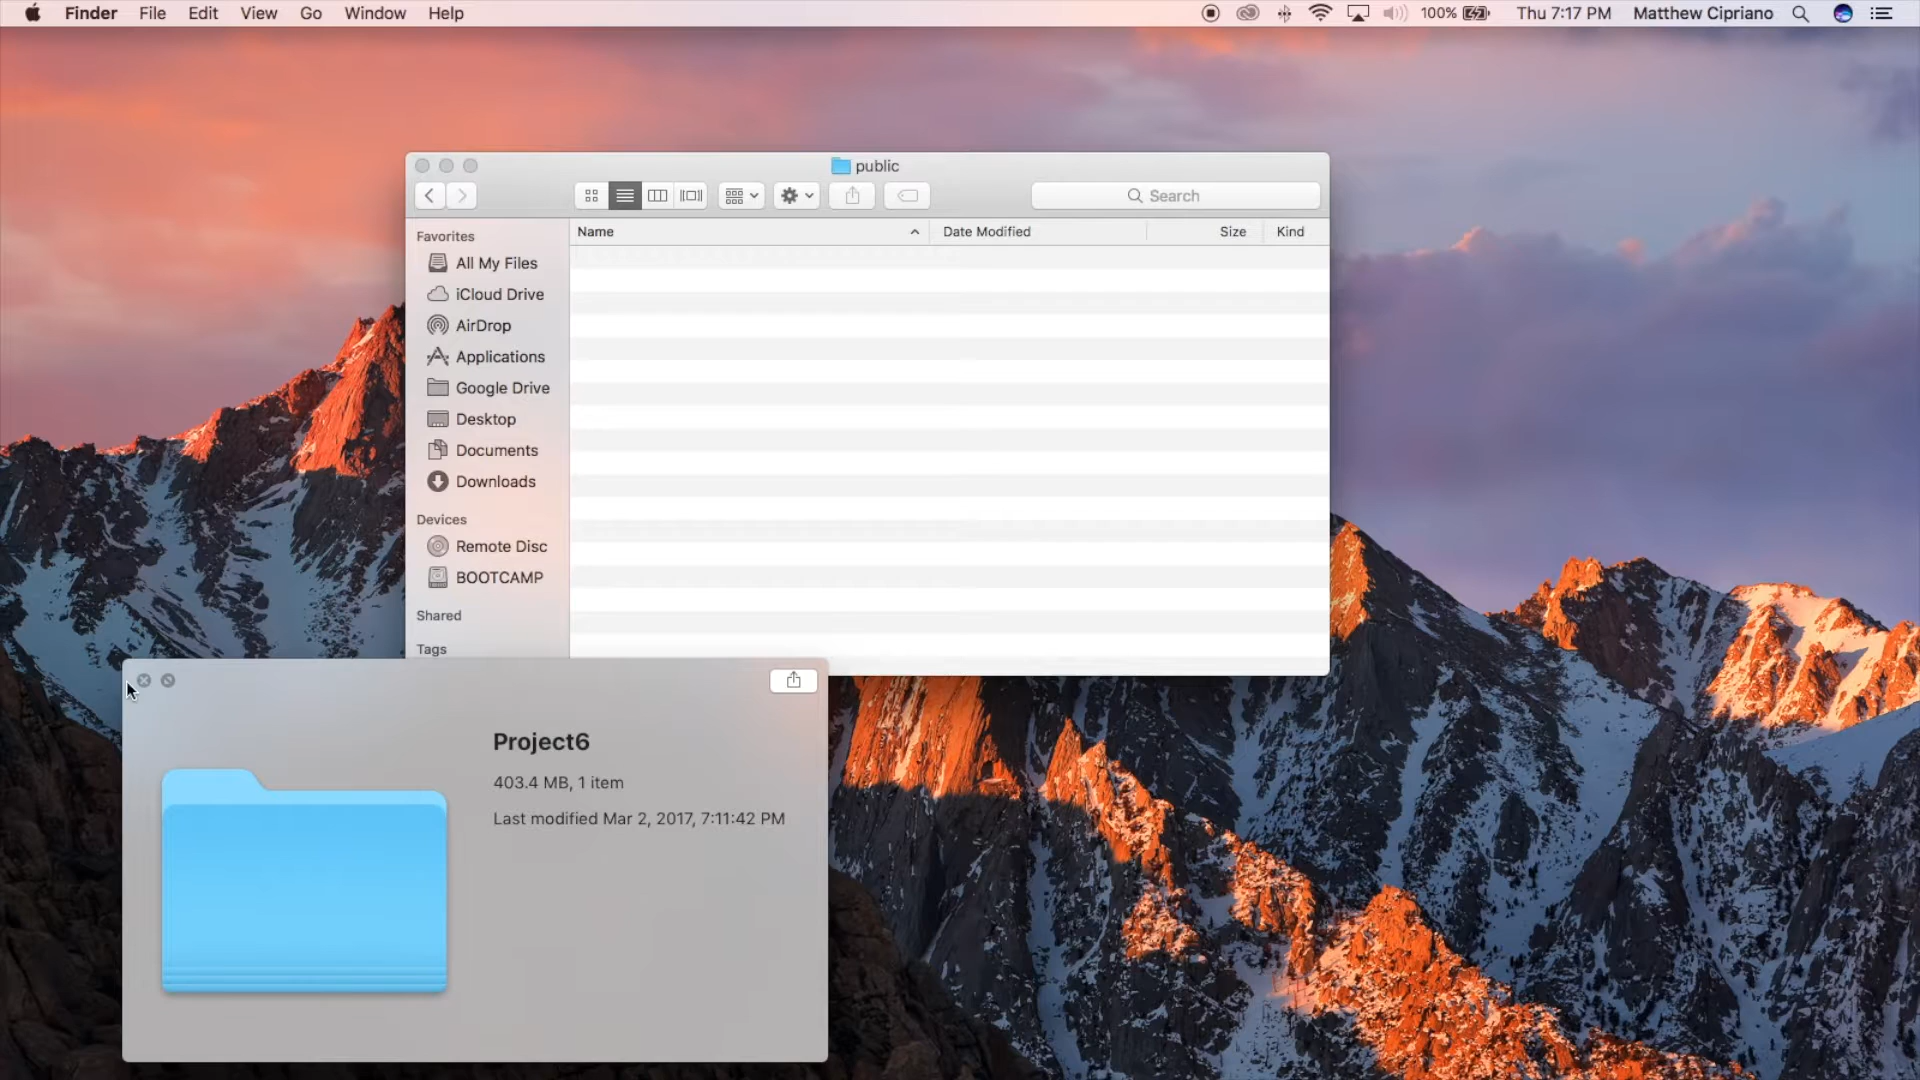 Finder File Edit View Go Window Help 100% Thu 7:17 PM Matthew Cipriano
public
Search
Favorites
Name Date Modified Size Kind
All My Files
iCloud Drive
AirDrop
Applications
Google Drive
Desktop
Documents
Downloads
Devices
Remote Disc
BOOTCAMP
Shared
Tags
Project6
403.4 MB, 1 item
Last modified Mar 2, 2017, 7:11:42 PM